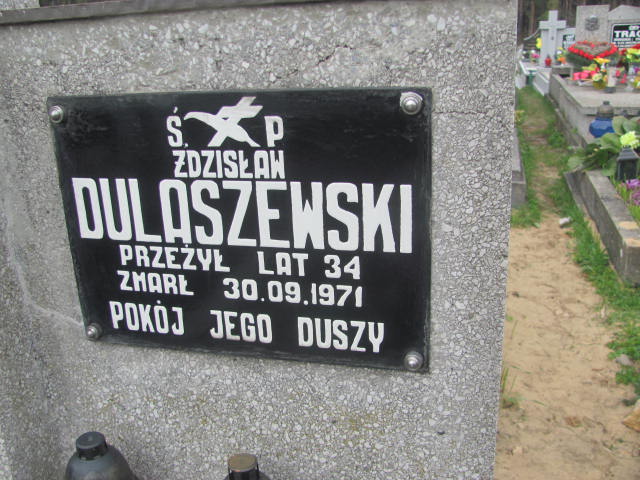 Ś. P
ZDZISŁAW
DULASZEWSKI
PRZEŻYŁ LAT 34
ZMARŁ 30.09.1971
POKÓJ JEGO DUSZY